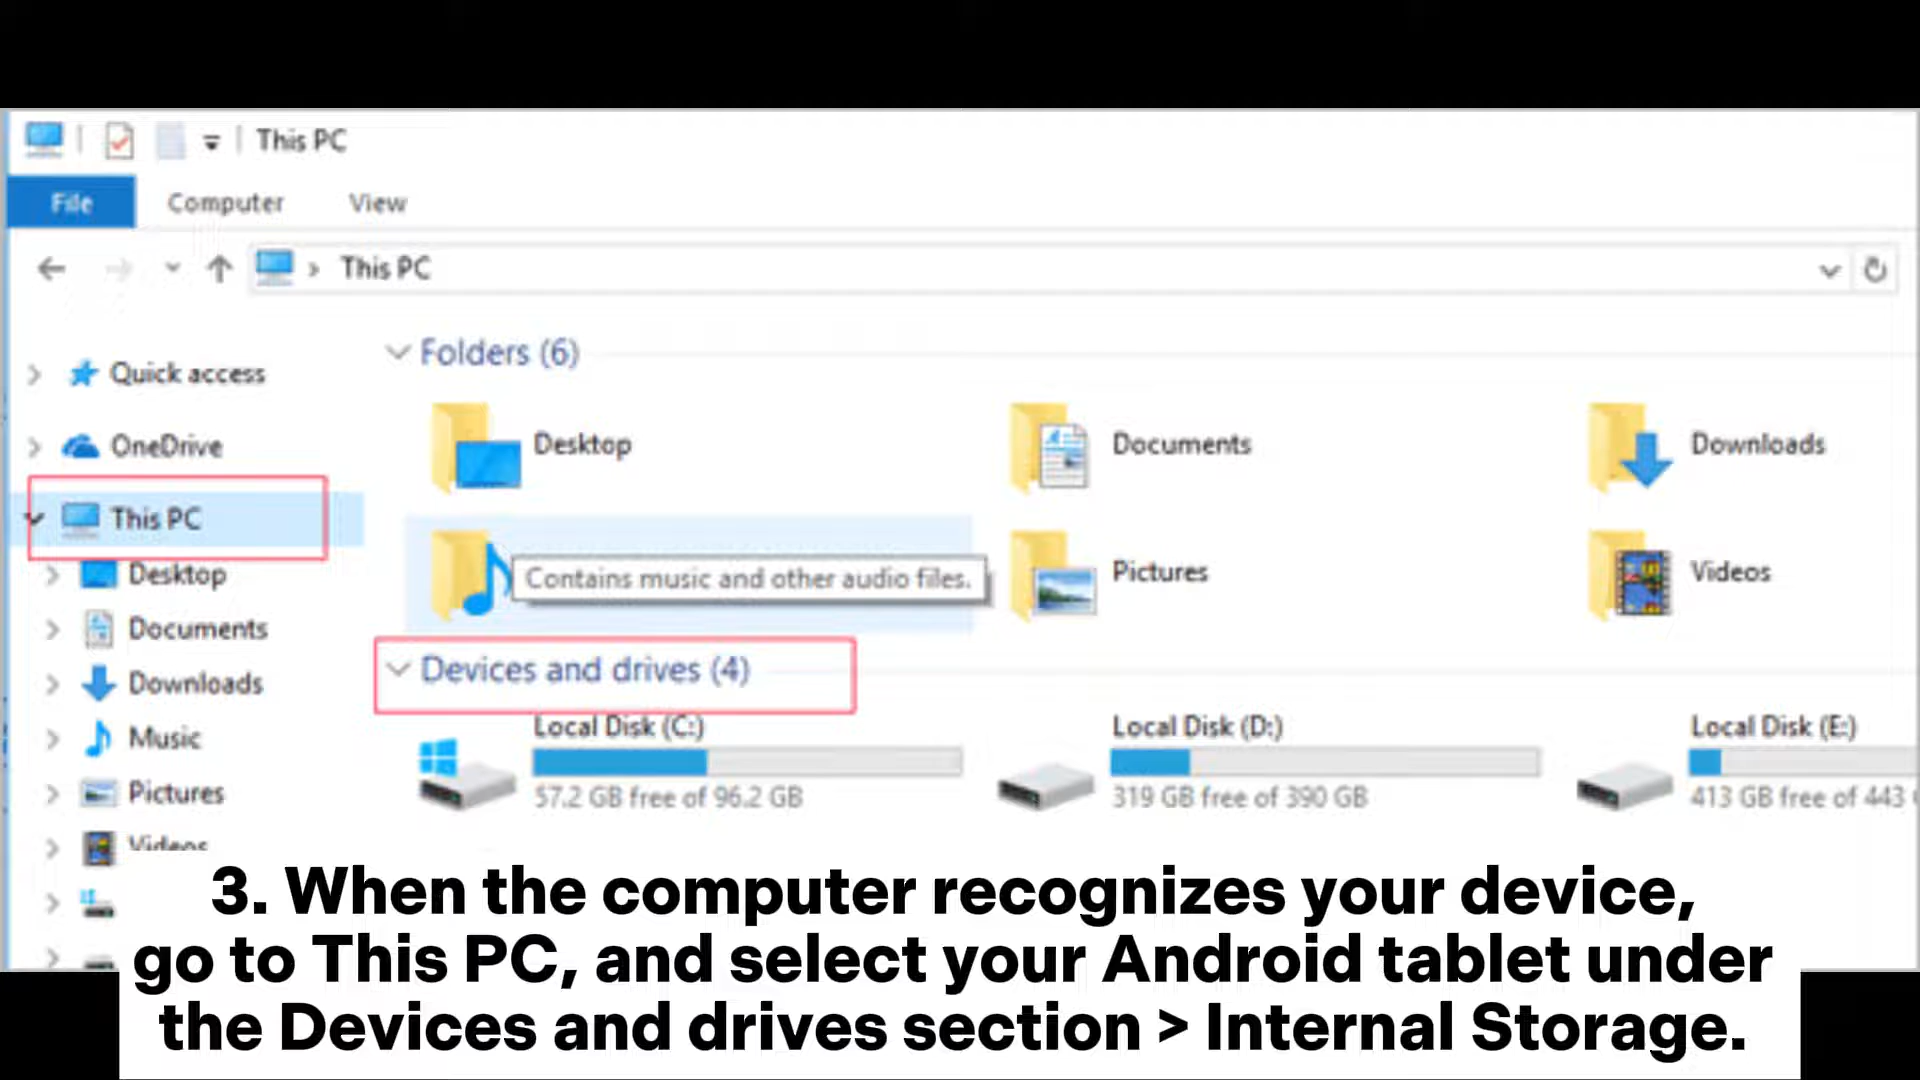 This PC
File Computer View
This PC
Quick access
OneDrive
This PC
Desktop
Documents
Downloads
Music
Pictures
Videos
Folders (6)
Desktop
Documents
Downloads
Contains music and other audio files.
Pictures
Videos
Devices and drives (4)
Local Disk (C:)
57.2 GB free of 96.2 GB
Local Disk (D:)
319 GB free of 390 GB
Local Disk (E:)
413 GB free of 443
3. When the computer recognizes your device,
go to This PC, and select your Android tablet under
the Devices and drives section > Internal Storage.